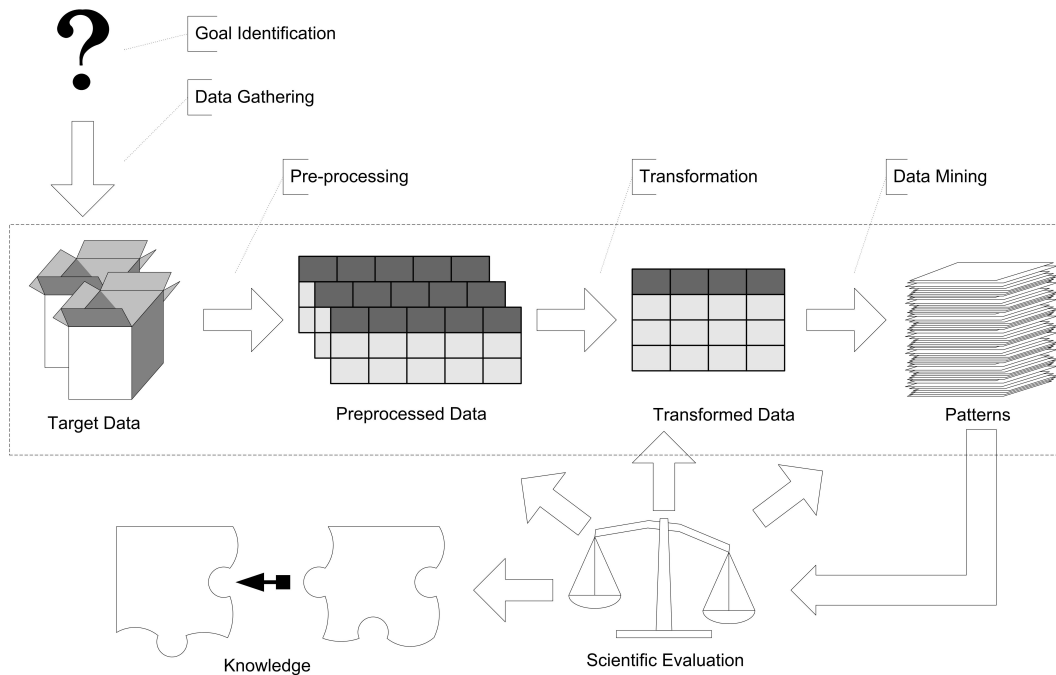 ?
Goal Identification
Data Gathering
Pre-processing
Transformation
Data Mining
Target Data
Preprocessed Data
Transformed Data
Patterns
Knowledge
Scientific Evaluation